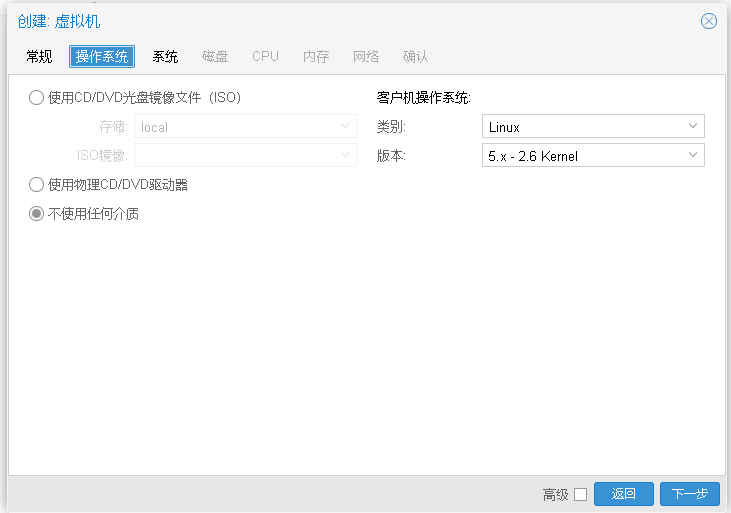 创建: 虚拟机
常规 操作系统 系统 磁盘 CPU 内存 网络 确认
使用CD/DVD光盘镜像文件（ISO） 客户机操作系统:
存储: local 类别: Linux
ISO镜像: 版本: 5.x - 2.6 Kernel
使用物理CD/DVD驱动器
不使用任何介质
高级 返回 下一步